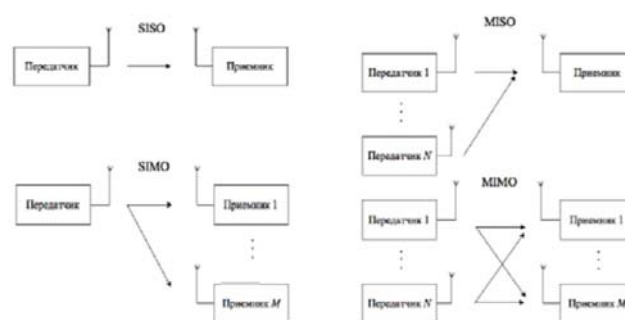 SISO
Передатчик
Приемник
MISO
Передатчик 1
Приемник
Передатчик N
SIMO
Передатчик
Приемник 1
Приемник M
MIMO
Передатчик 1
Приемник 1
Передатчик N
Приемник M